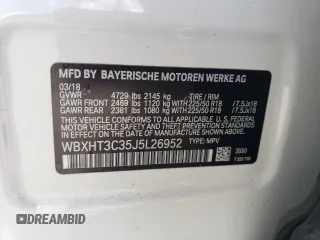 MFD BY BAYERISCHE MOTOREN WERKE AG
03/18
GVWR 4729 lbs 2145 kg TIRE / RIM
GAWR FRONT 2469 lbs 1120 kg WITH 225/50 R18 / 7.5Jx18
GAWR REAR 2381 lbs 1080 kg WITH 225/50 R18 / 7.5Jx18
THIS VEHICLE CONFORMS TO ALL APPLICABLE FEDERAL MOTOR VEHICLE SAFETY, BUMPER, AND THEFT PREVENTION STANDARDS IN EFFECT ON THE DATE OF MANUFACTURE SHOWN ABOVE.
WBXHT3C35J5L26952 TYPE: MPV
AUTOBIDMASTER